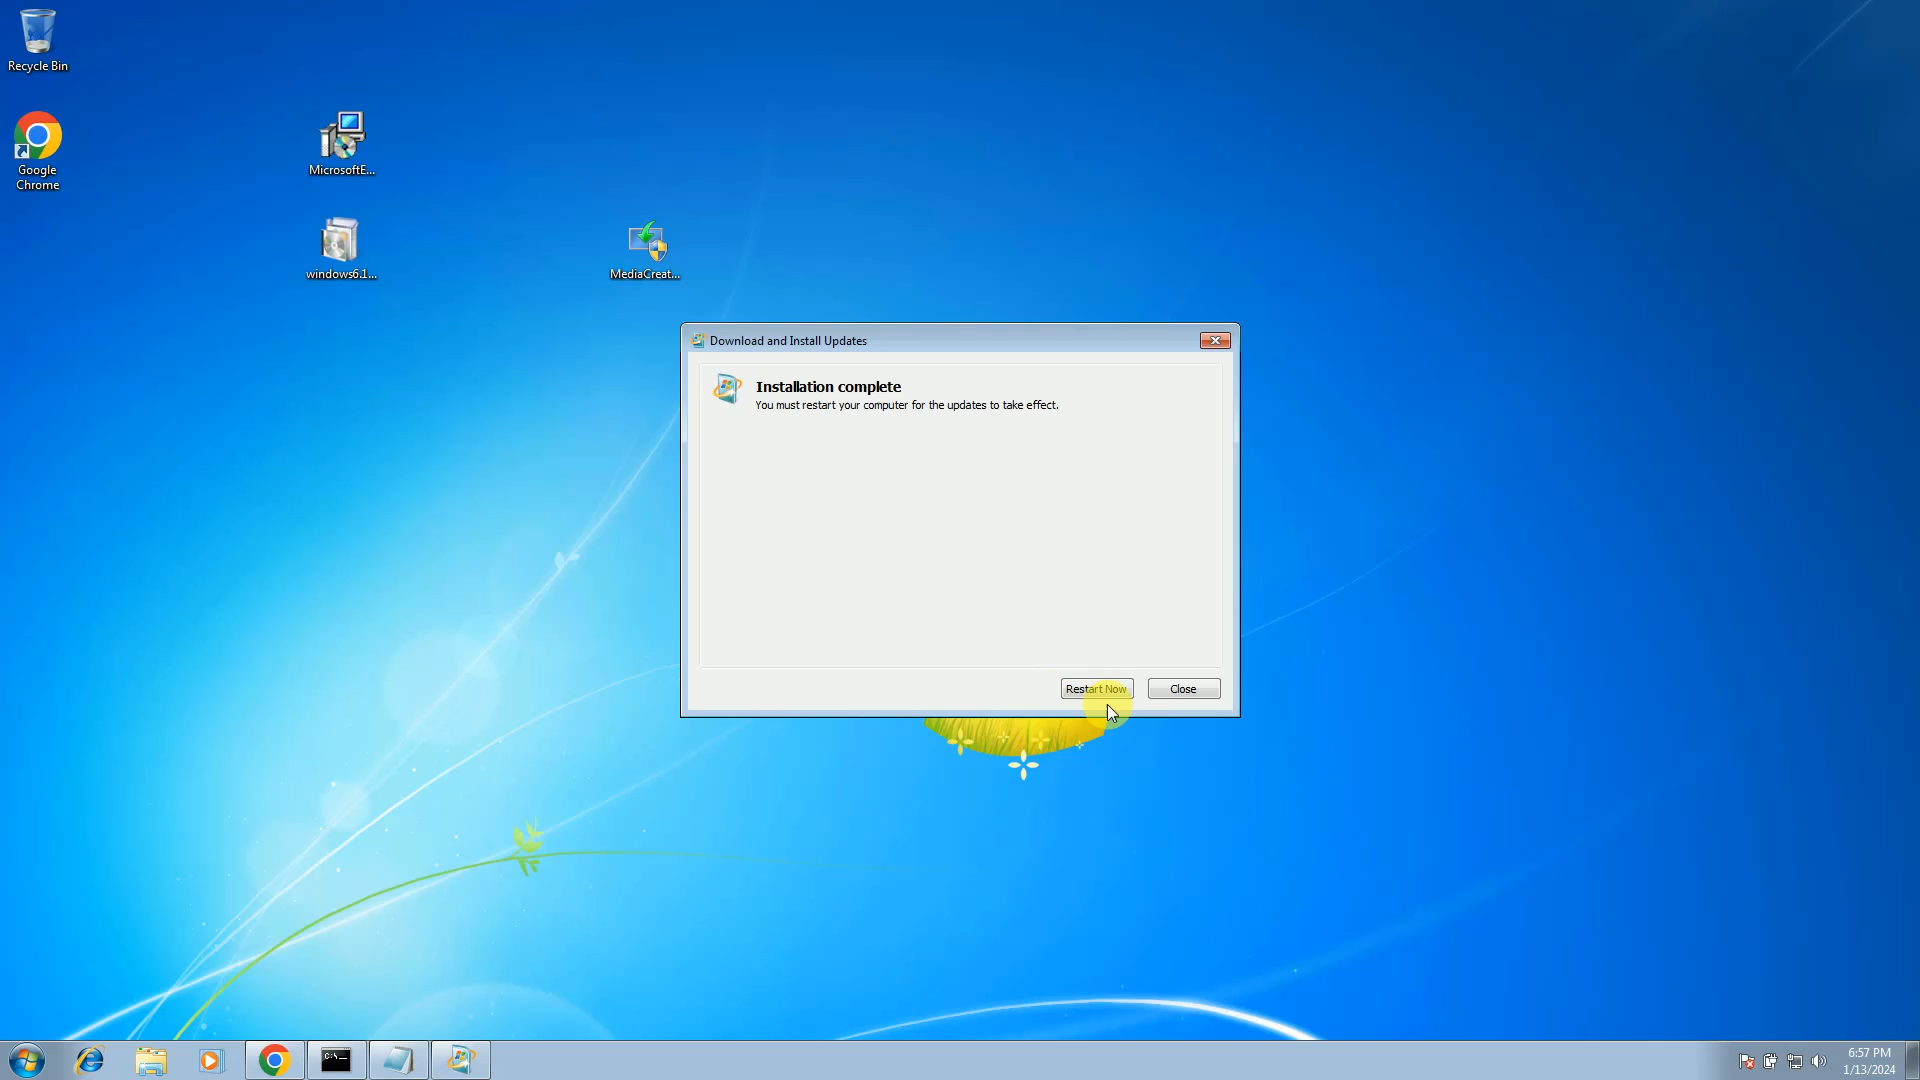 Recycle Bin
Google
Chrome
MicrosoftE...
windows6.1...
MediaCreat...
Download and Install Updates
Installation complete
You must restart your computer for the updates to take effect.
Restart Now
Close
C:\_
6:57 PM
1/13/2024